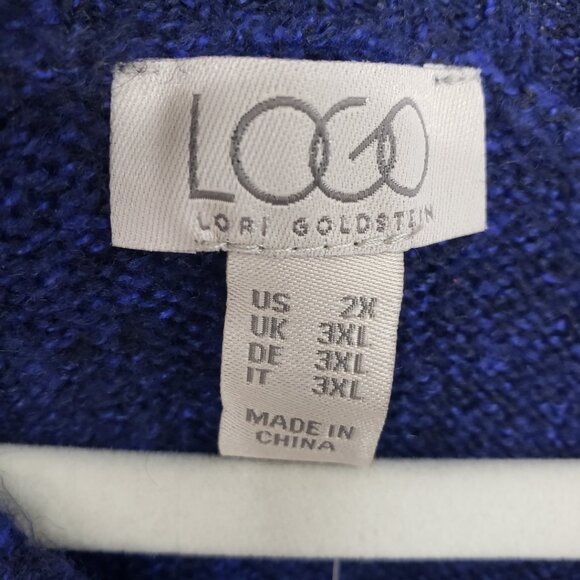 LOGO
LORI GOLDSTEIN
US 2X
UK 3XL
DE 3XL
IT 3XL
MADE IN
CHINA